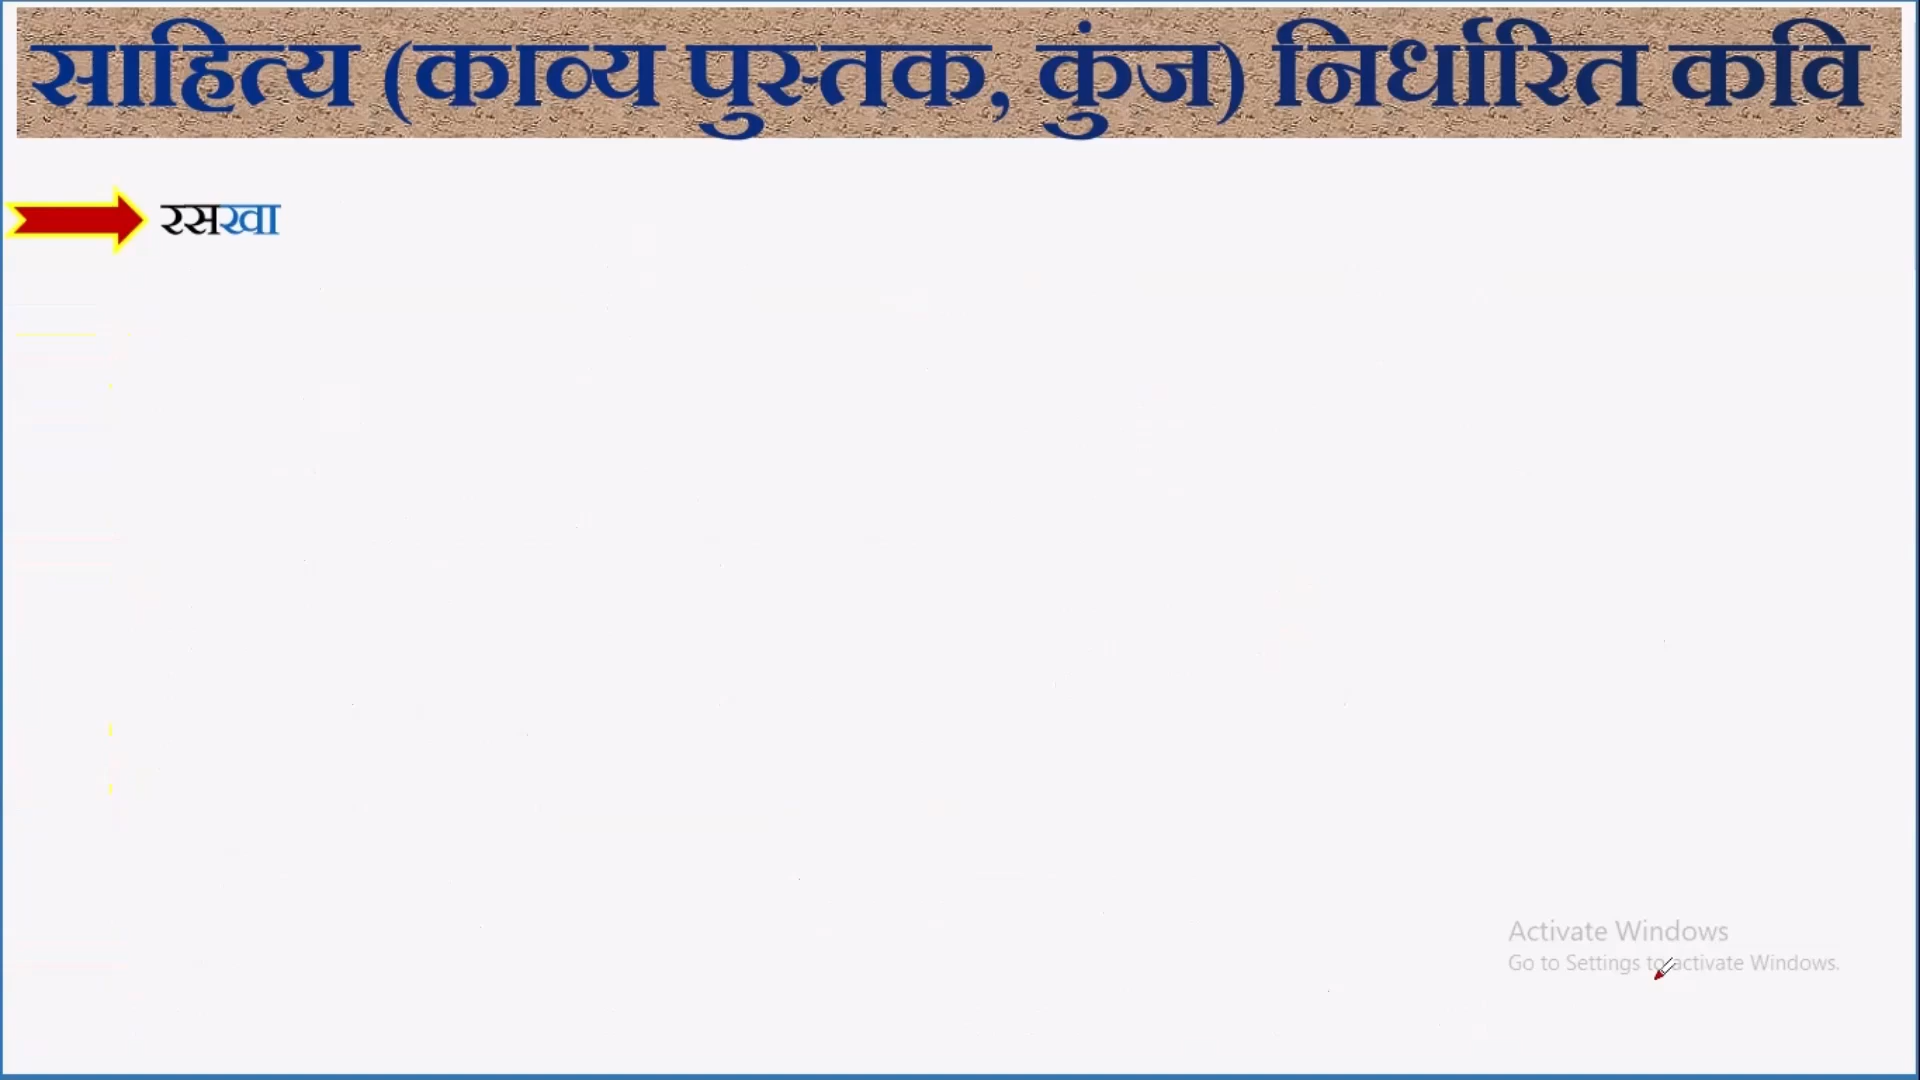 साहित्य (काव्य पुस्तक, कुंज) निर्धारित कवि
रसखा
Activate Windows
Go to Settings to activate Windows.